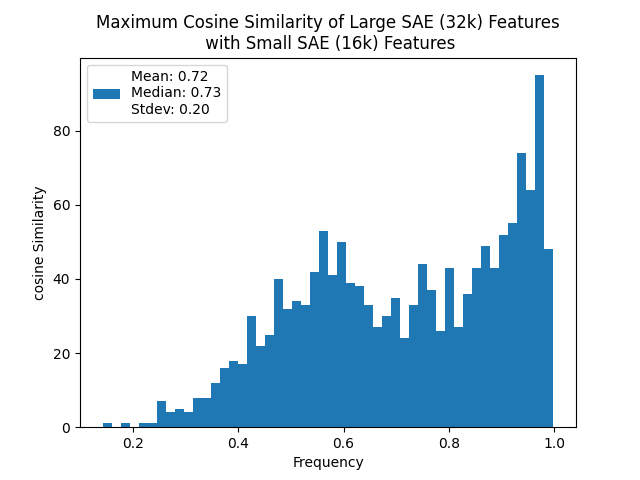 Maximum Cosine Similarity of Large SAE (32k) Features
with Small SAE (16k) Features
Mean: 0.72
Median: 0.73
Stdev: 0.20
80
60
40
20
0
cosine Similarity
0.2 0.4 0.6 0.8 1.0
Frequency